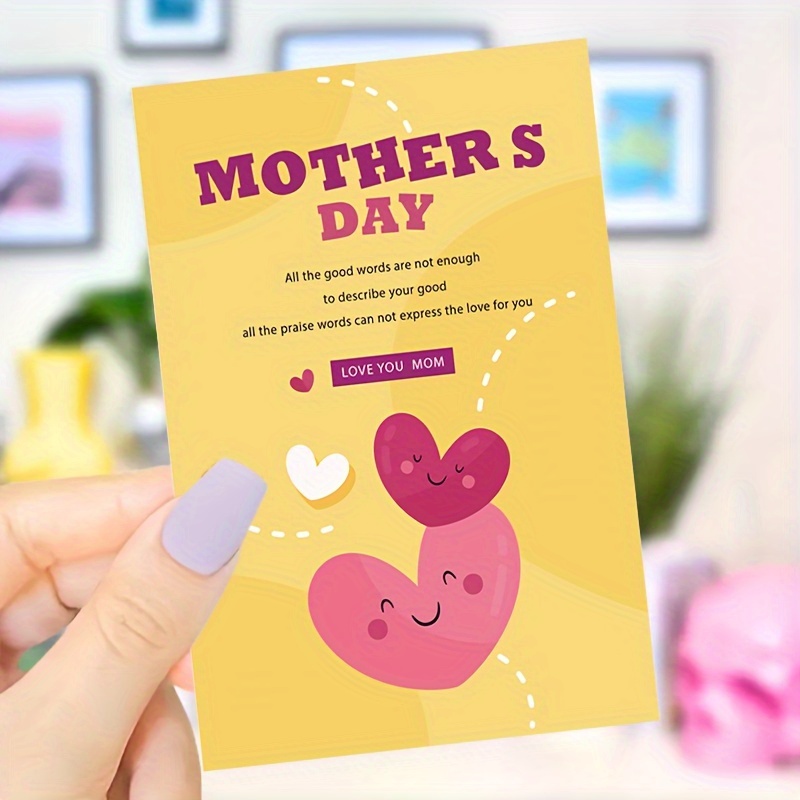 MOTHER S
DAY
All the good words are not enough
to describe your good
all the praise words can not express the love for you
LOVE YOU MOM